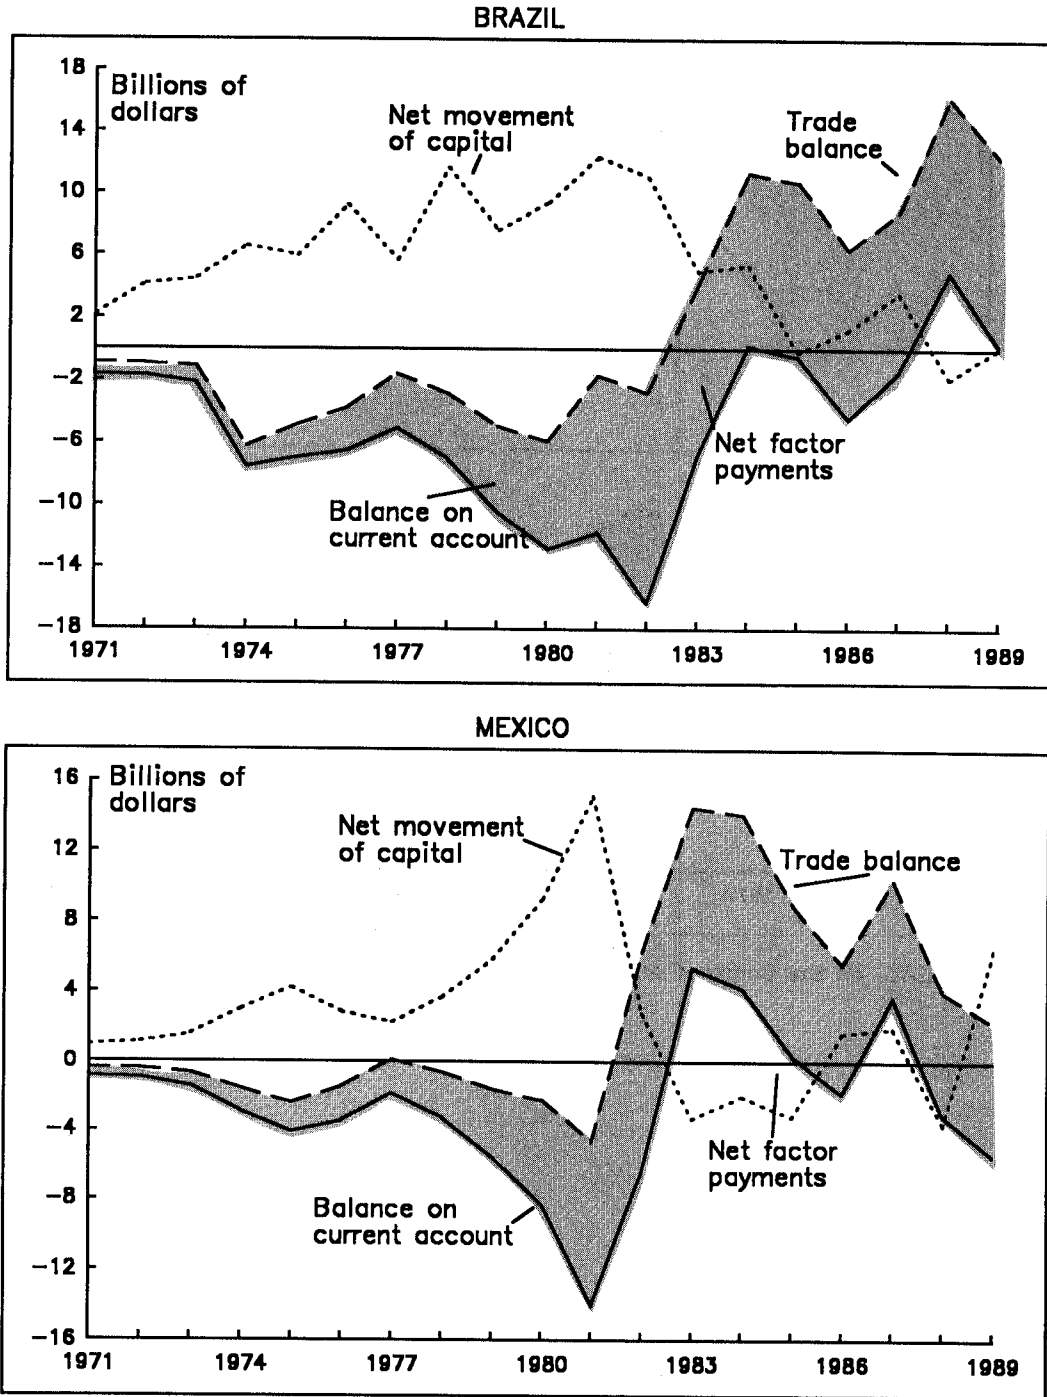 BRAZIL
18
Billions of
dollars
14
10
6
2
−2
−6
−10
−14
−18
Net movement
of capital
Trade
balance
Net factor
payments
Balance on
current account
1971 1974 1977 1980 1983 1986 1989
MEXICO
16
Billions of
dollars
12
8
4
0
−4
−8
−12
−16
Net movement
of capital
Trade balance
Net factor
payments
Balance on
current account
1971 1974 1977 1980 1983 1986 1989